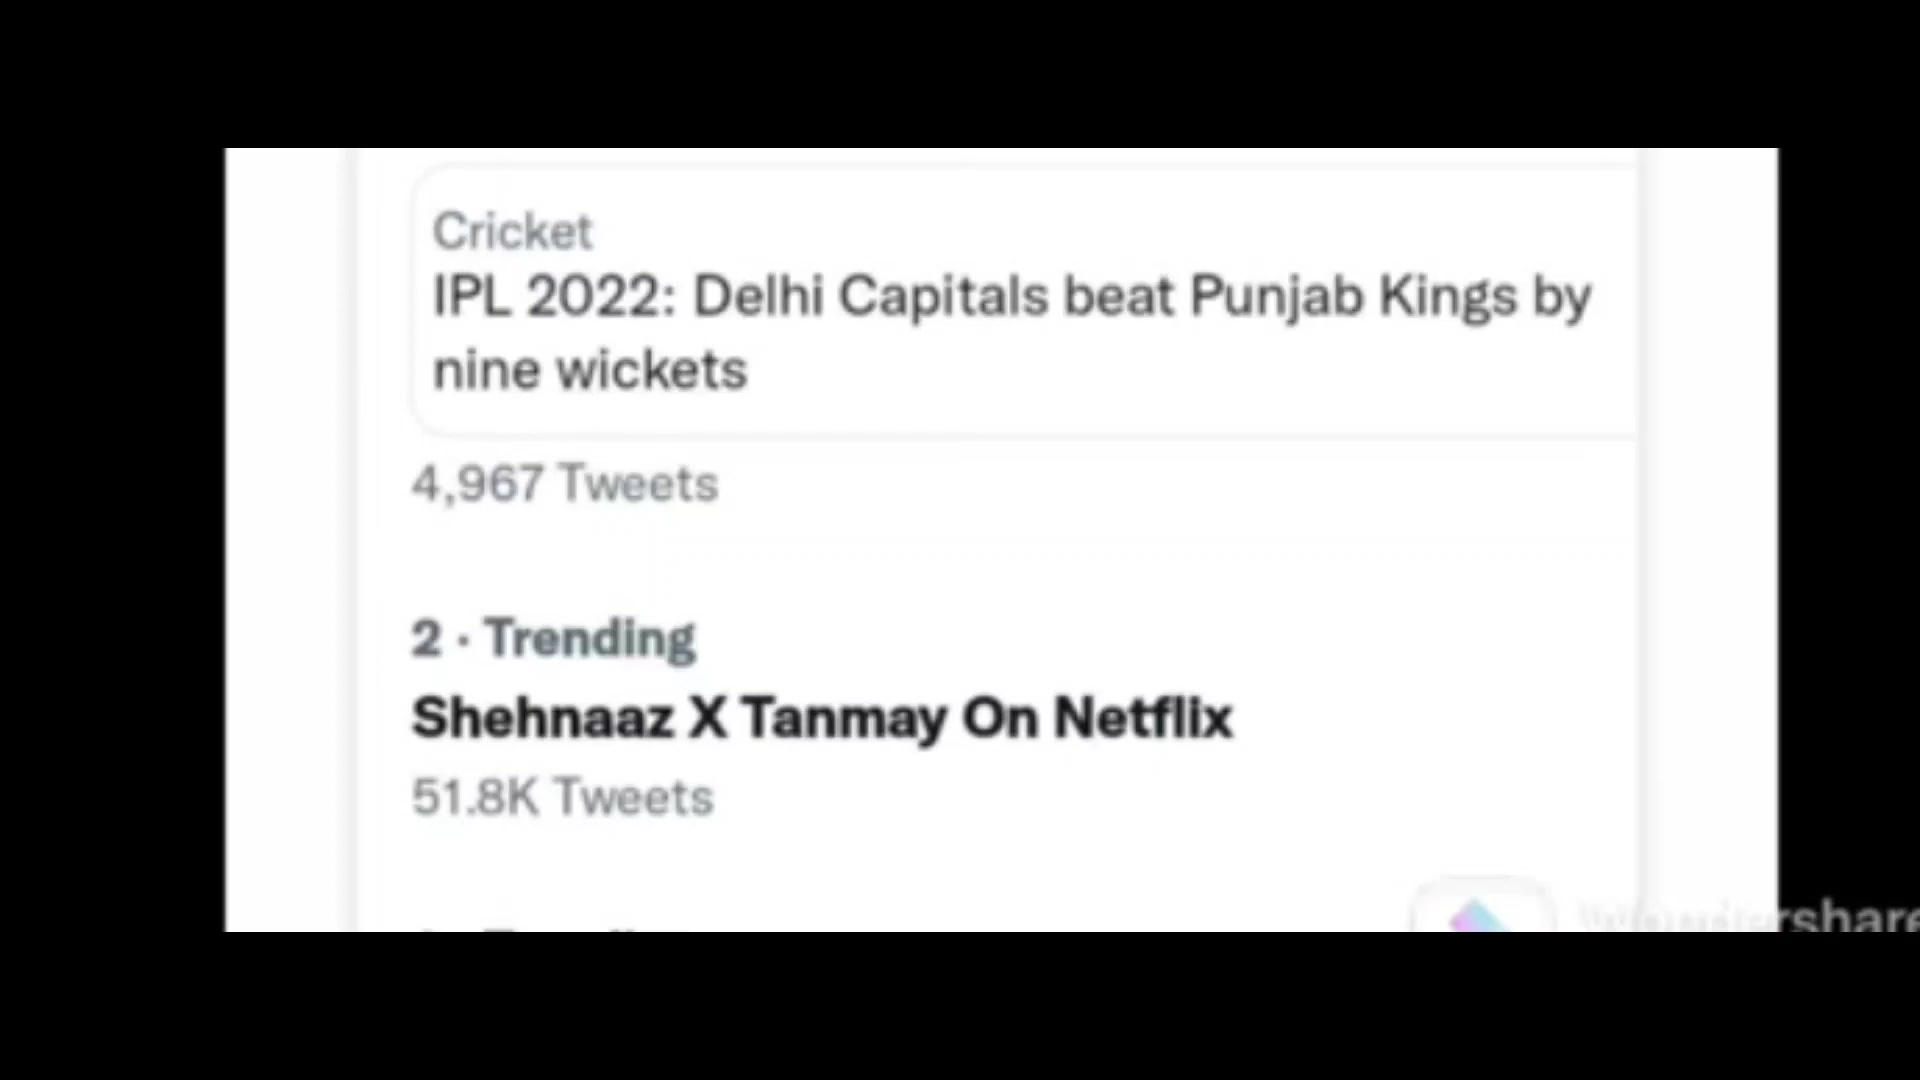 Cricket
IPL 2022: Delhi Capitals beat Punjab Kings by
nine wickets
4,967 Tweets
2 · Trending
Shehnaaz X Tanmay On Netflix
51.8K Tweets